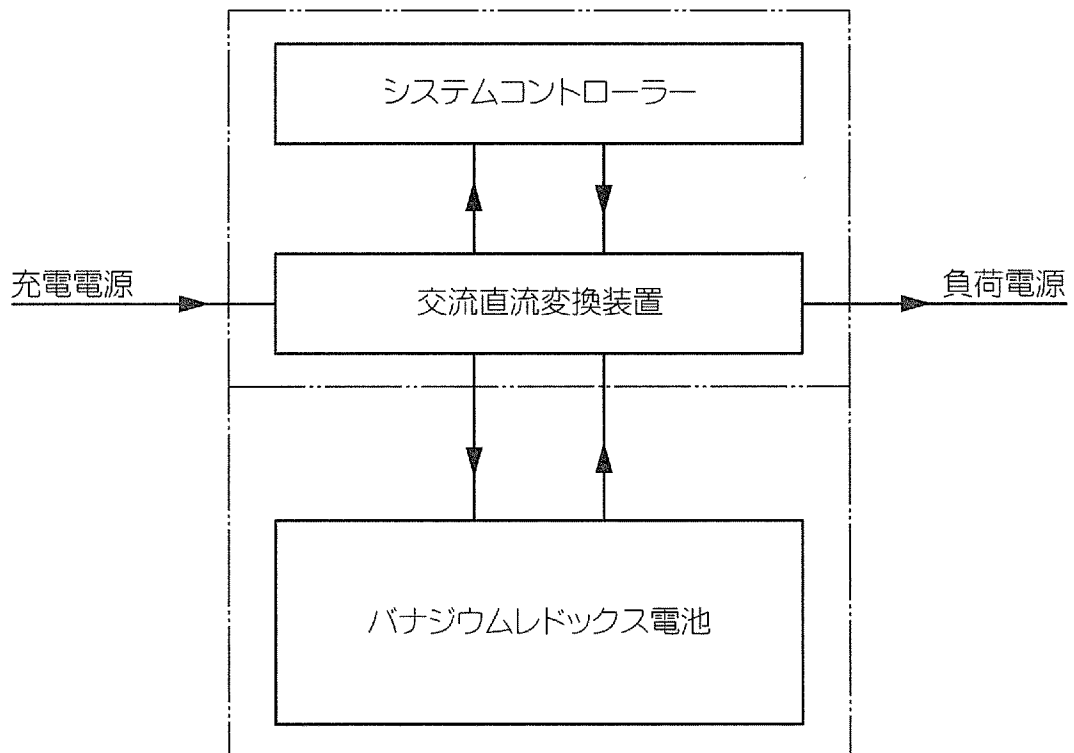 システムコントローラー
充電電源
交流直流変換装置
負荷電源
バナジウムレドックス電池